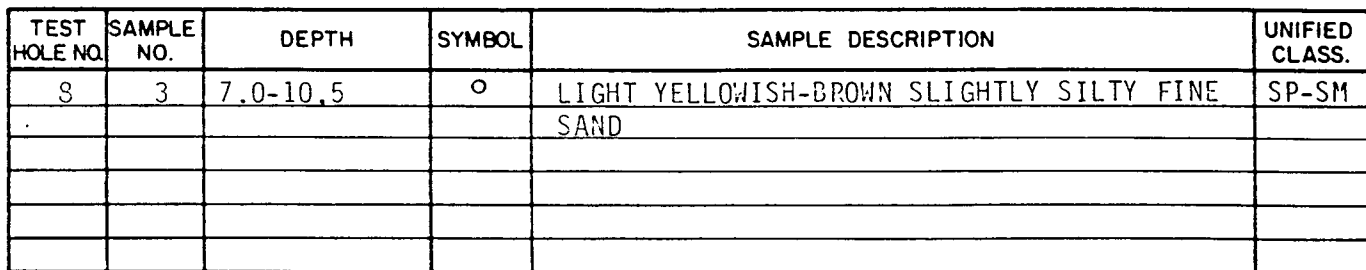 TEST HOLE NO. SAMPLE NO. DEPTH SYMBOL SAMPLE DESCRIPTION UNIFIED CLASS.
3 7.0-10.5 O LIGHT YELLOWISH-BROWN SLIGHTLY SILTY FINE SP-SM
SAND